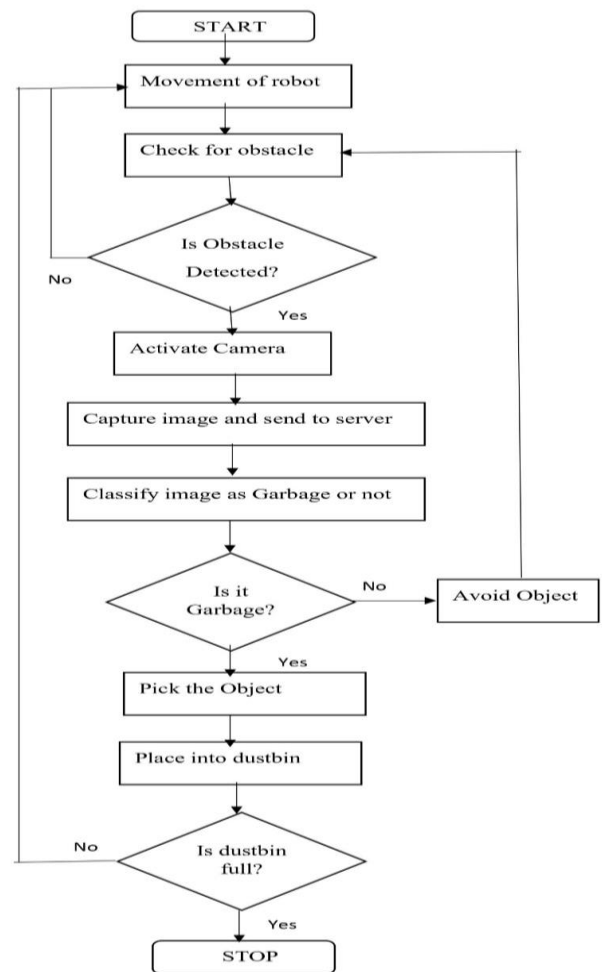 START
Movement of robot
Check for obstacle
Is Obstacle
Detected?
No
Yes
Activate Camera
Capture image and send to server
Classify image as Garbage or not
Is it
Garbage?
No
Avoid Object
Yes
Pick the Object
Place into dustbin
Is dustbin
full?
No
Yes
STOP